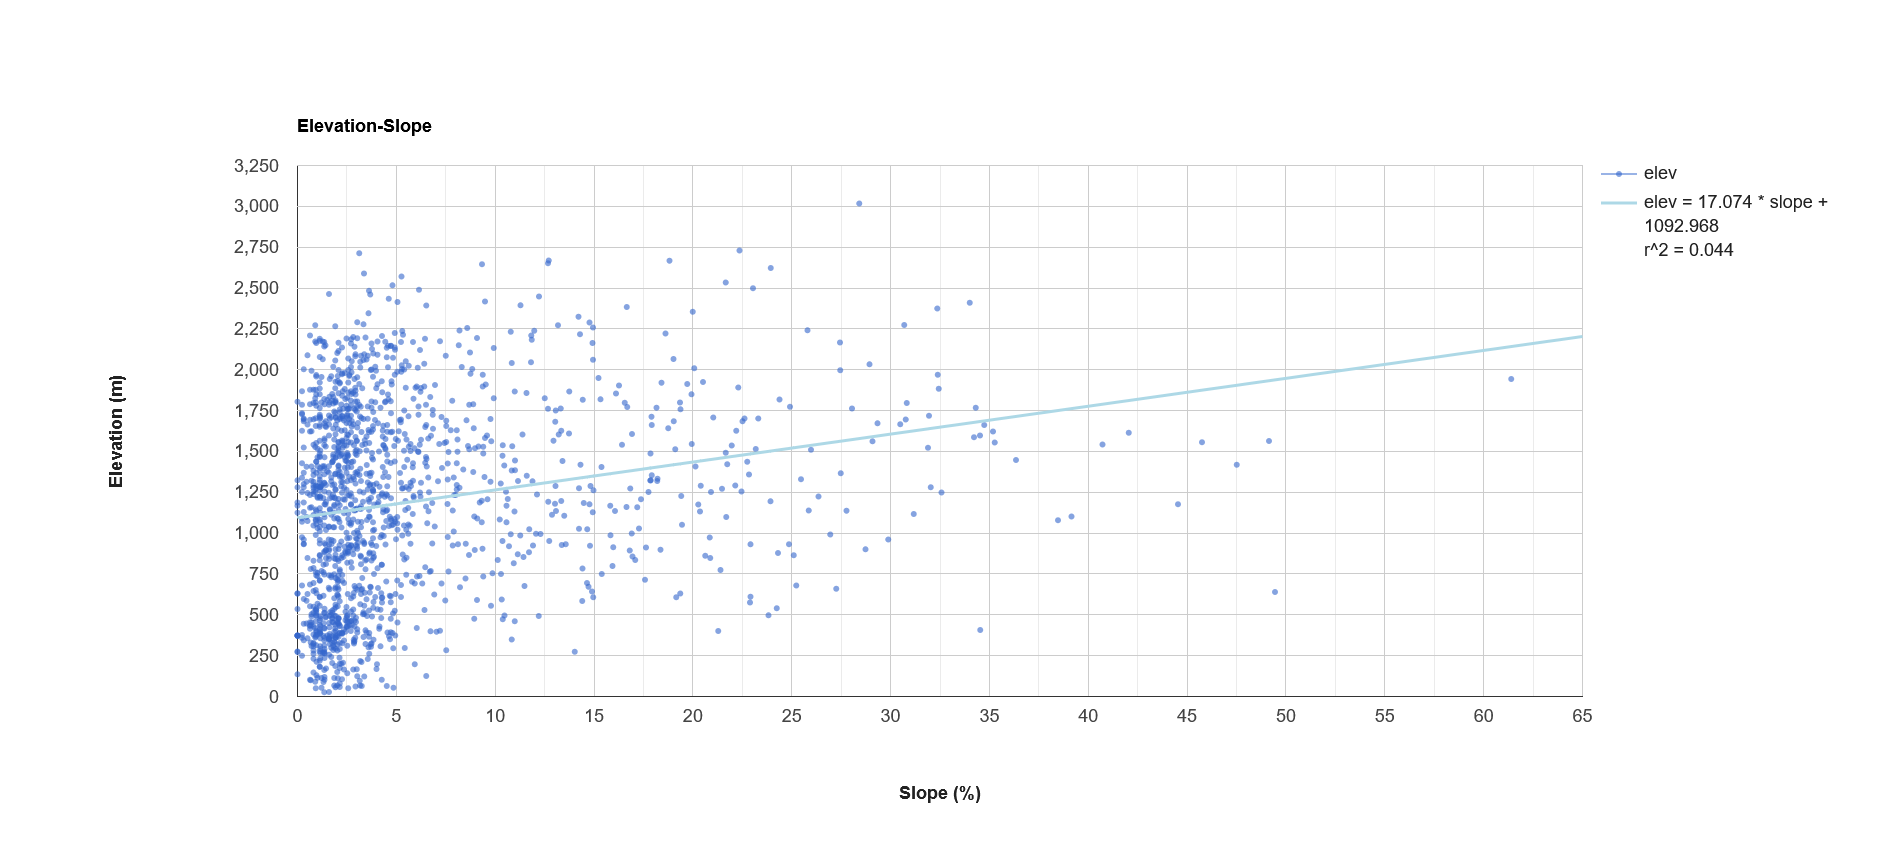 Elevation-Slope
3,250
3,000
2,750
2,500
2,250
2,000
1,750
1,500
1,250
1,000
750
500
250
0
Elevation (m)
0 5 10 15 20 25 30 35 40 45 50 55 60 65
Slope (%)
elev
elev = 17.074 * slope +
1092.968
r^2 = 0.044